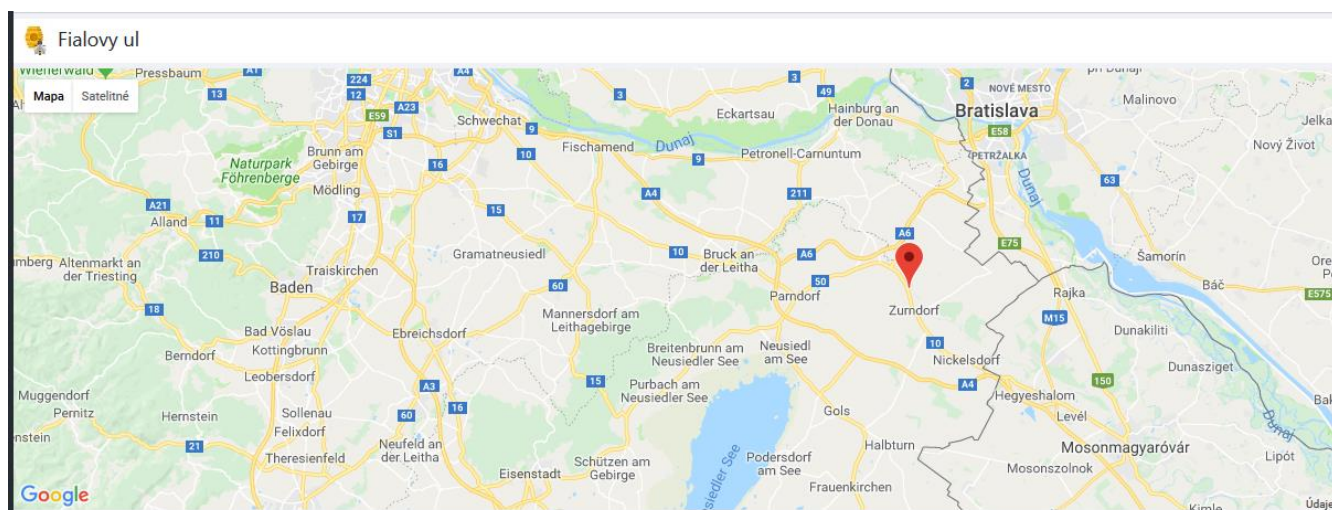 Fialovy ul
Mapa
Satelitné
Wienerwald
Pressbaum
A1
224
12
13
A23
E59
S1
A4
Schwechat
9
10
Fischamend
Dunaj
3
3
49
Eckartsau
Hainburg an
der Donau
9
Petronell-Carnuntum
2
NOVÉ MESTO
Bratislava
E58
PETRŽALKA
Dunaj
Malinovo
Jelka
Nový Život
63
Naturpark
Föhrenberge
Brunn am
Gebirge
Mödling
16
A21
Alland
11
17
15
A4
211
210
Gramatneusiedl
10
Bruck an
der Leitha
A6
A6
E75
Šamorín
Altenmarkt an
der Triesting
Traiskirchen
Baden
60
50
Parndorf
Zurndorf
Rajka
Báč
E575
18
Mannersdorf am
Leithagebirge
M15
Dunakiliti
Bad Vöslau
Kottingbrunn
Ebreichsdorf
Breitenbrunn am
Neusiedler See
Neusiedl
am See
10
Nickelsdorf
Dunasziget
Berndorf
Leobersdorf
A3
15
Purbach am
Neusiedler See
A4
150
Hegyeshalom
Muggendorf
Pernitz
Hernstein
Sollenau
Felixdorf
60
16
Gols
Levél
Dunaj
21
Theresienfeld
Neufeld an
der Leitha
Halbturn
Mosonmagyaróvár
Lipót
Eisenstadt
Schützen am
Gebirge
Podersdorf
am See
Mosonszolnok
Frauenkirchen
Google
Kimle
Údaje